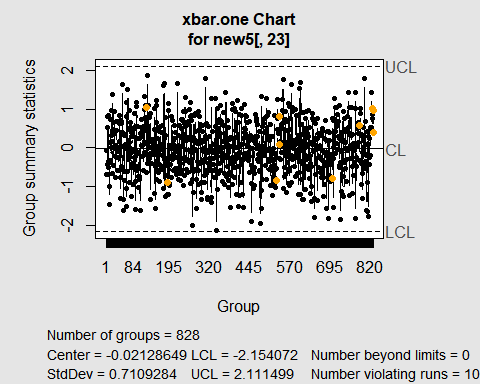 xbar.one Chart
for new5[, 23]
Group summary statistics
2
1
0
-1
-2
UCL
CL
LCL
1 84 195 320 445 570 695 820
Group
Number of groups = 828
Center = -0.02128649 LCL = -2.154072 Number beyond limits = 0
StdDev = 0.7109284 UCL = 2.111499 Number violating runs = 10